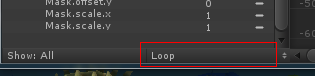 Mask.offset.y 0
Mask.scale.x 1
Mask.scale.y 1
Show: All Loop